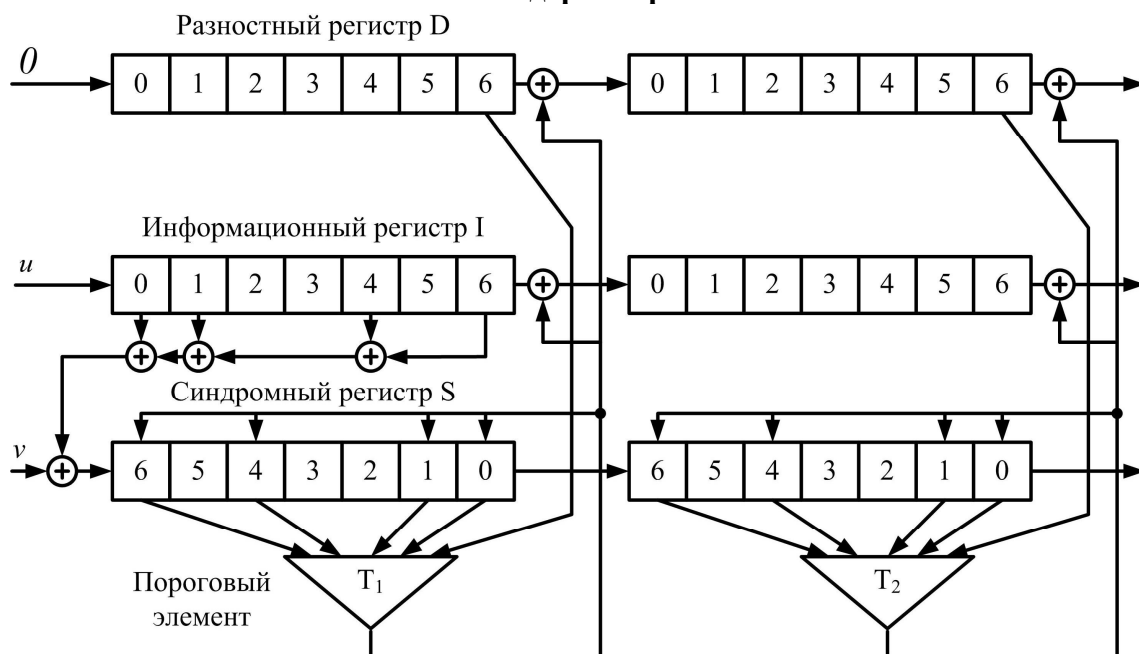 Разностный регистр D
0
0 1 2 3 4 5 6 + 0 1 2 3 4 5 6 +
Информационный регистр I
u
0 1 2 3 4 5 6 + 0 1 2 3 4 5 6 +
+ + +
Синдромный регистр S
v
+ 6 5 4 3 2 1 0 6 5 4 3 2 1 0
Пороговый
элемент
T1
T2